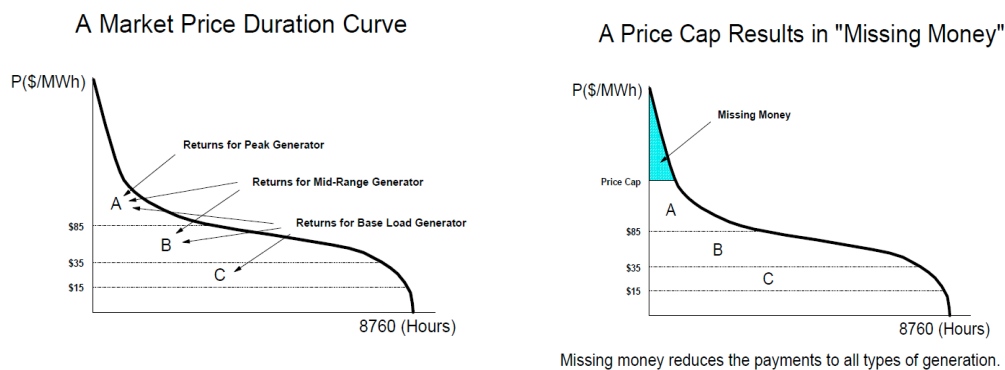 A Market Price Duration Curve
P($/MWh)
Returns for Peak Generator
Returns for Mid-Range Generator
A
Returns for Base Load Generator
$85
B
$35
C
$15
8760 (Hours)
A Price Cap Results in "Missing Money"
P($/MWh)
Missing Money
Price Cap
A
$85
B
$35
C
$15
8760 (Hours)
Missing money reduces the payments to all types of generation.